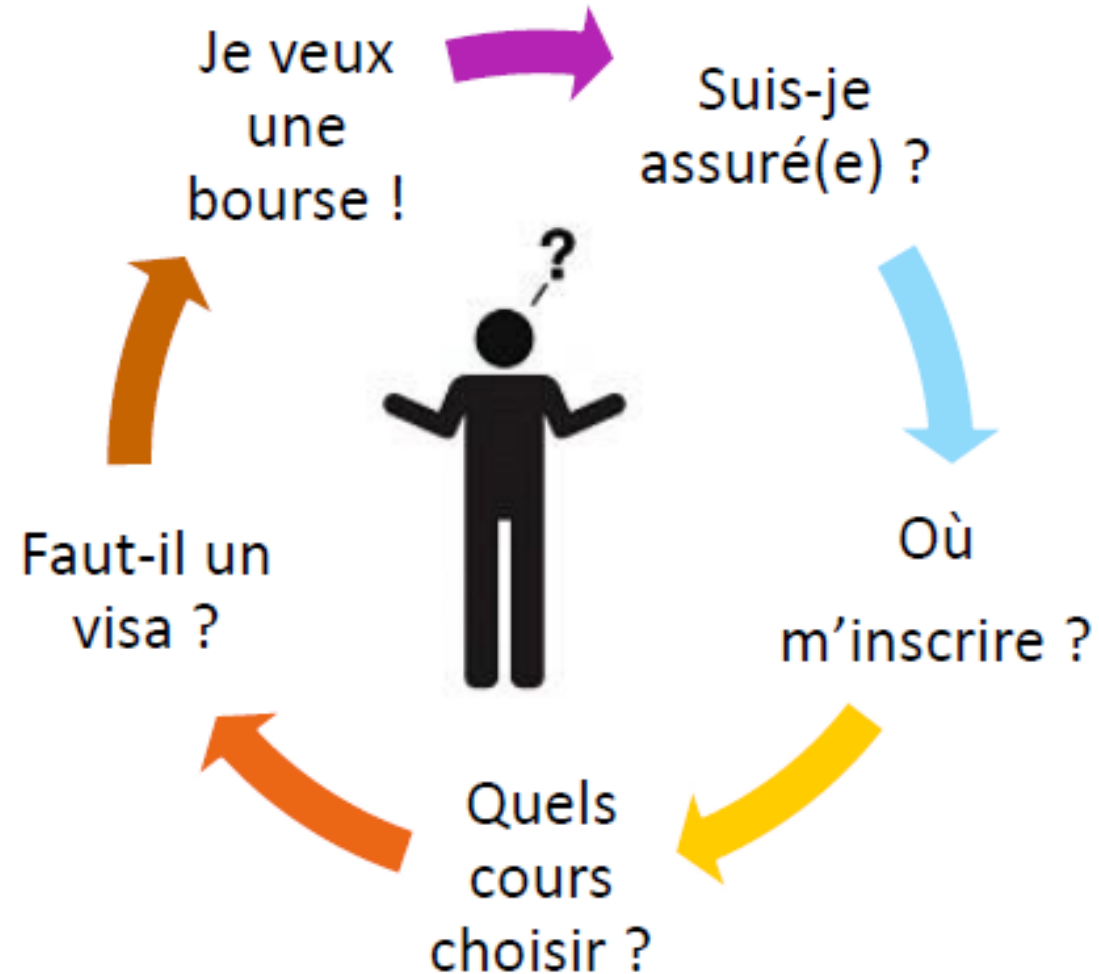 Je veux
une
bourse !
Suis-je
assuré(e) ?
Où
m’inscrire ?
Quels
cours
choisir ?
Faut-il un
visa ?
?